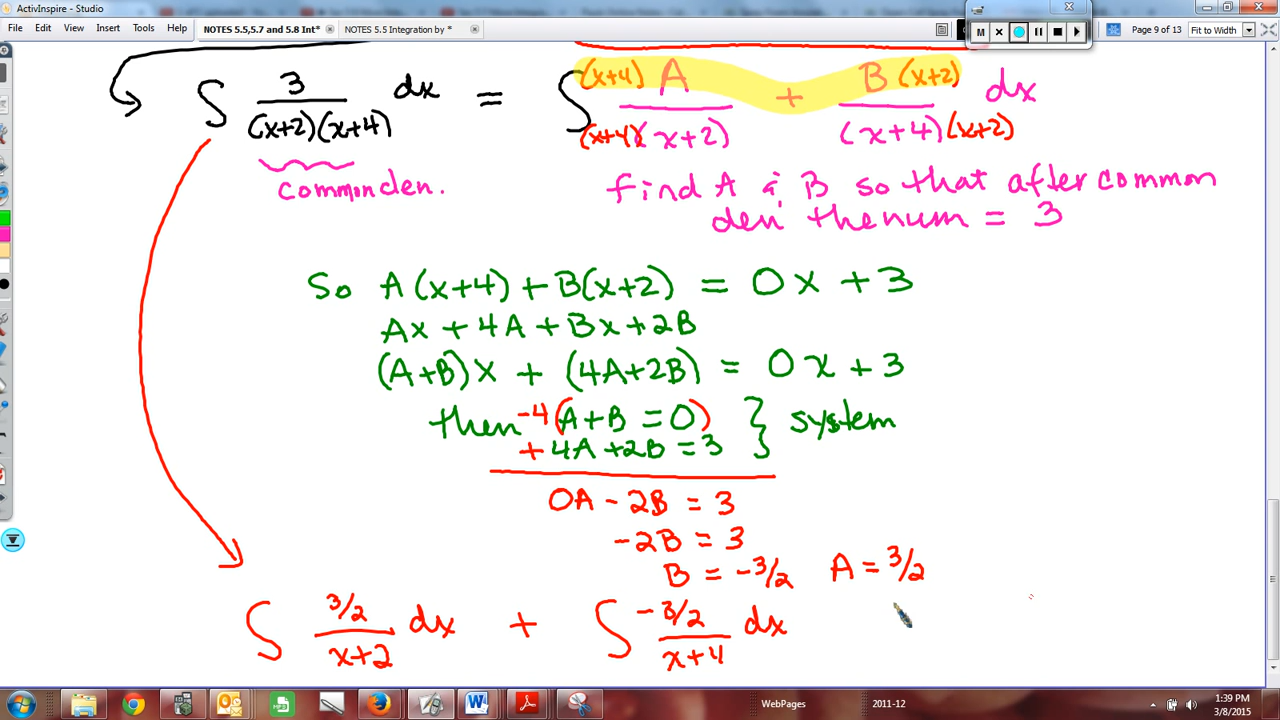 ActivInspire - Studio
File Edit View Insert Tools Help
NOTES 5.5,5.7 and 5.8 Int*
NOTES 5.5 Integration by *
Page 9 of 13
Fit to Width
M
∫ 3/((x+2)(x+4)) dx = ∫ (x+4) A/((x+4)(x+2)) + B (x+2)/((x+4)(x+2)) dx
common den.
find A & B so that after common
den. the num = 3
So A(x+4) + B(x+2) = 0x + 3
Ax + 4A + Bx + 2B
(A+B)x + (4A+2B) = 0x + 3
then -4(A+B = 0) } system
+ 4A + 2B = 3
0A - 2B = 3
-2B = 3
B = -3/2 A = 3/2
∫ (3/2)/(x+2) dx + ∫ (-3/2)/(x+4) dx
WebPages
2011-12
1:39 PM
3/8/2015